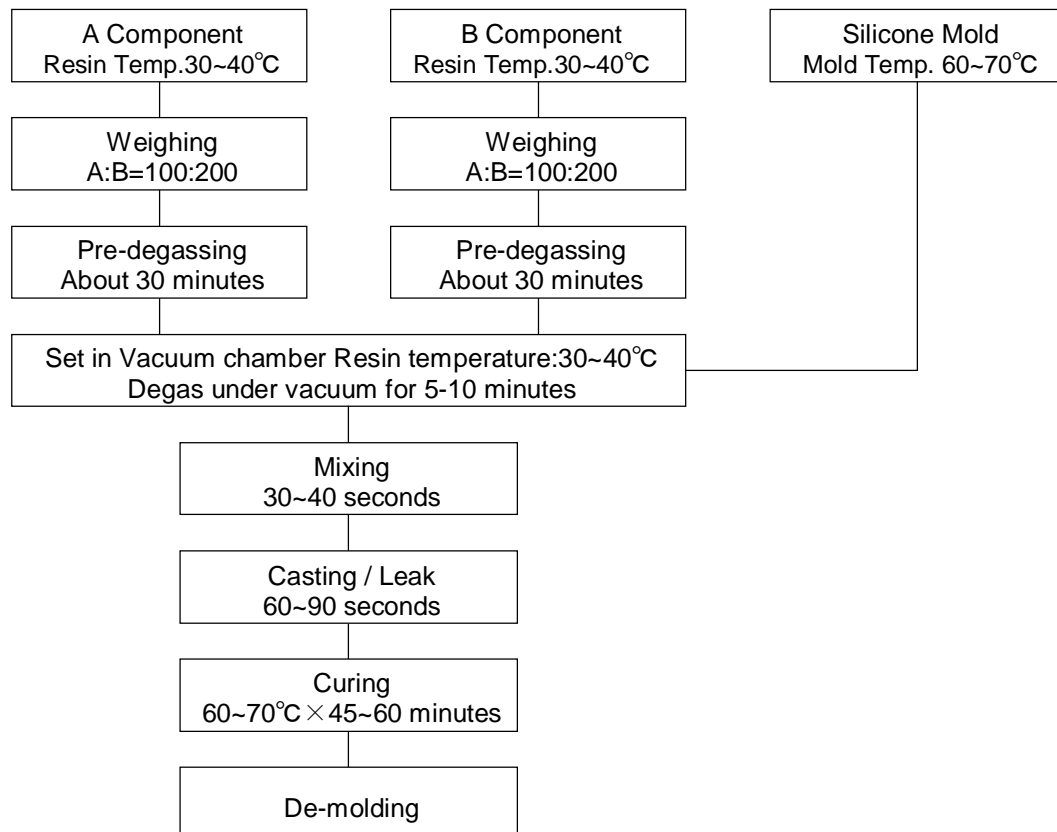 A Component
Resin Temp.30~40℃
B Component
Resin Temp.30~40℃
Silicone Mold
Mold Temp. 60~70℃
Weighing
A:B=100:200
Weighing
A:B=100:200
Pre-degassing
About 30 minutes
Pre-degassing
About 30 minutes
Set in Vacuum chamber Resin temperature:30~40℃
Degas under vacuum for 5-10 minutes
Mixing
30~40 seconds
Casting / Leak
60~90 seconds
Curing
60~70℃×45~60 minutes
De-molding